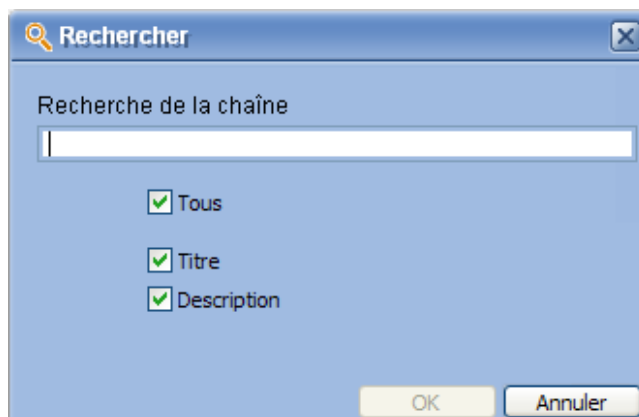 Rechercher
Recherche de la chaîne
Tous
Titre
Description
OK
Annuler